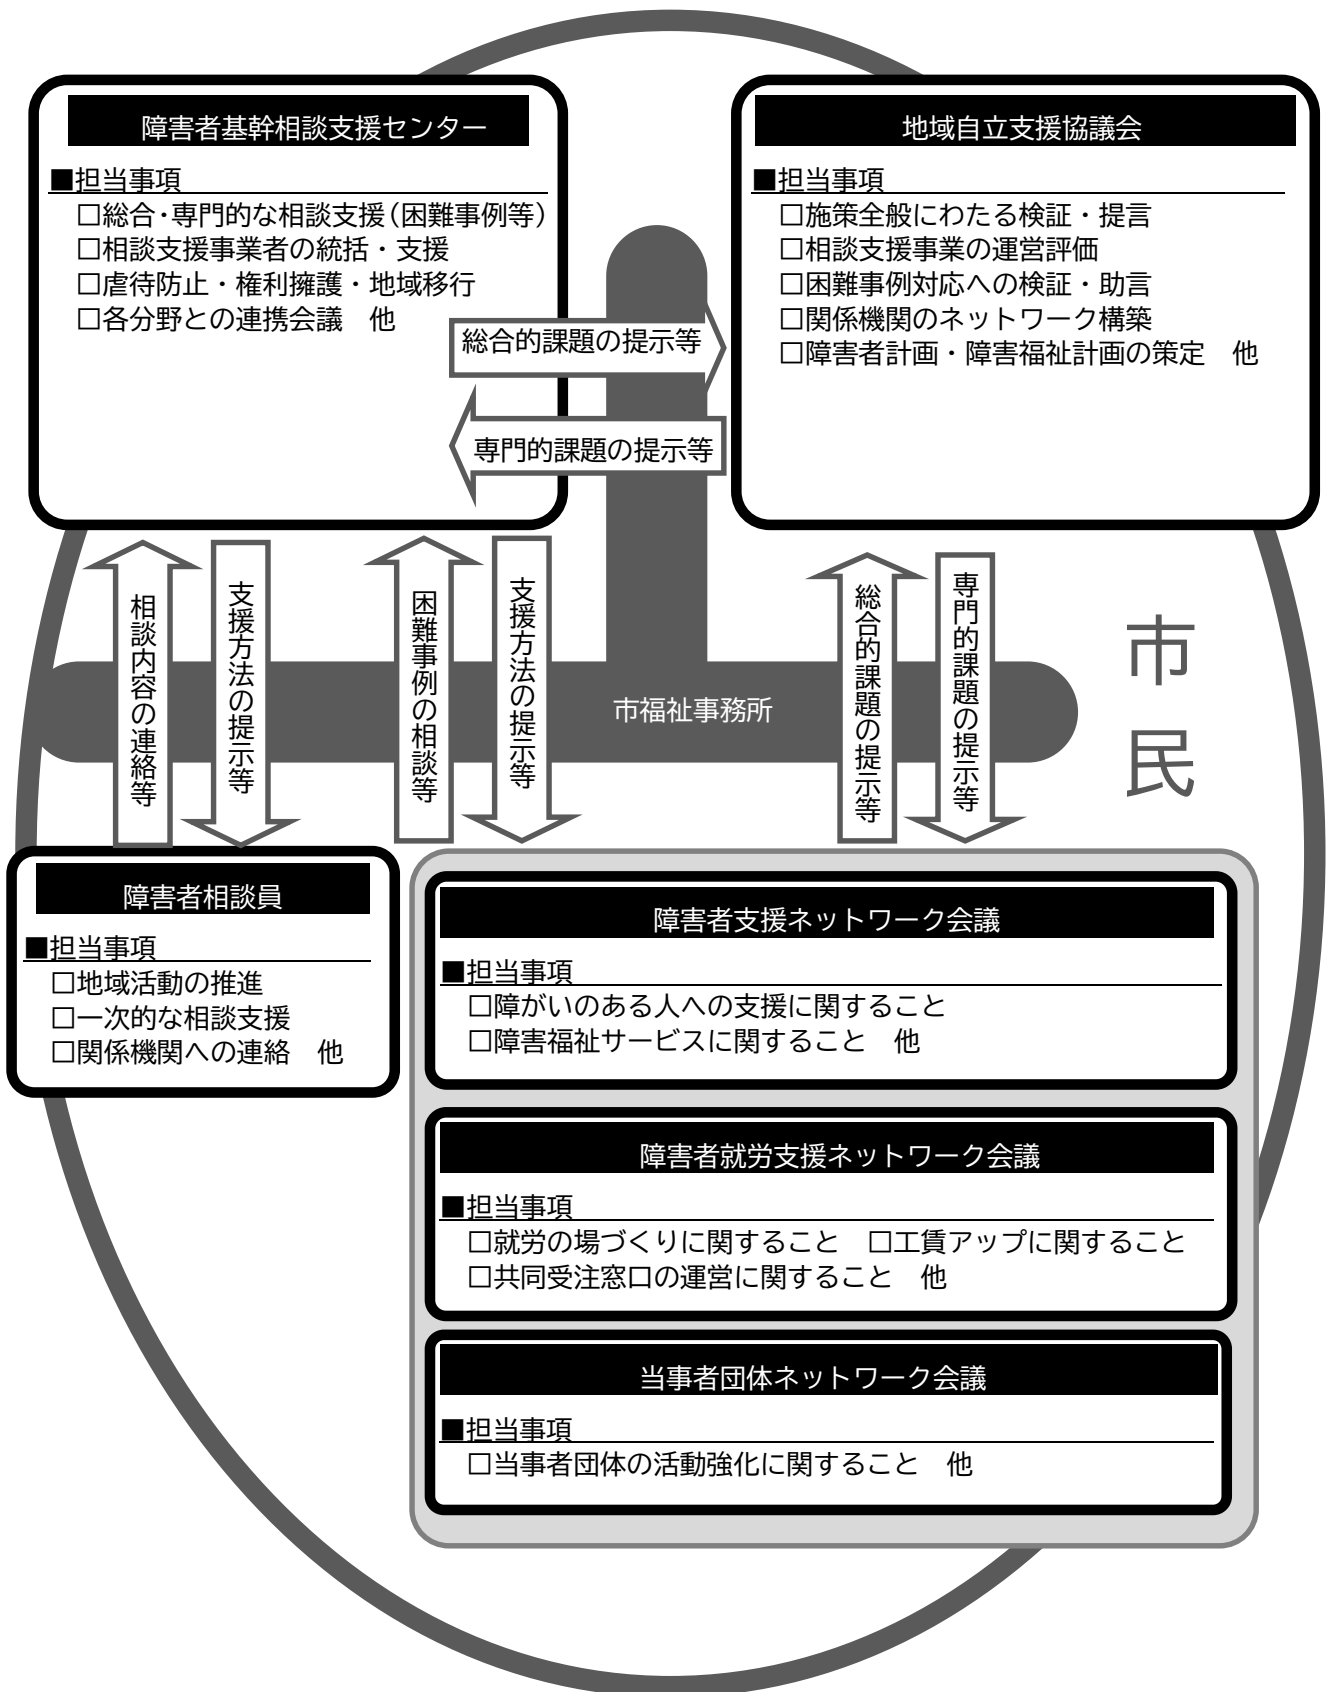 障害者基幹相談支援センター
■担当事項
□総合・専門的な相談支援（困難事例等）
□相談支援事業者の統括・支援
□虐待防止・権利擁護・地域移行
□各分野との連携会議　他
地域自立支援協議会
■担当事項
□施策全般にわたる検証・提言
□相談支援事業の運営評価
□困難事例対応への検証・助言
□関係機関のネットワーク構築
□障害者計画・障害福祉計画の策定　他
総合的課題の提示等
専門的課題の提示等
相談内容の連絡等
支援方法の提示等
困難事例の相談等
支援方法の提示等
総合的課題の提示等
専門的課題の提示等
市福祉事務所
市民
障害者相談員
■担当事項
□地域活動の推進
□一次的な相談支援
□関係機関への連絡　他
障害者支援ネットワーク会議
■担当事項
□障がいのある人への支援に関すること
□障害福祉サービスに関すること　他
障害者就労支援ネットワーク会議
■担当事項
□就労の場づくりに関すること　□工賃アップに関すること
□共同受注窓口の運営に関すること　他
当事者団体ネットワーク会議
■担当事項
□当事者団体の活動強化に関すること　他